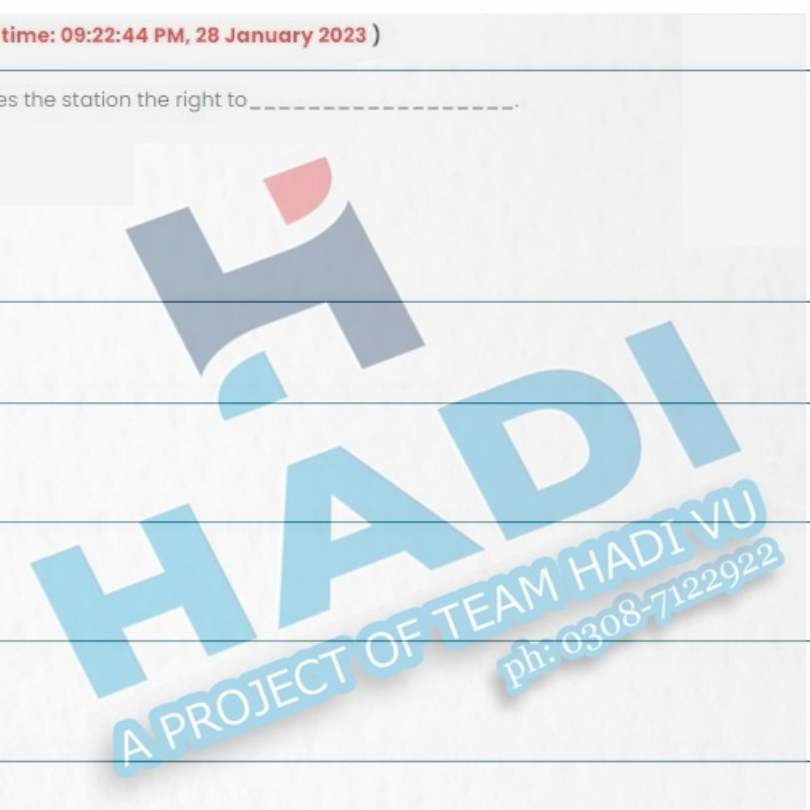 time: 09:22:44 PM, 28 January 2023 )
es the station the right to__________________.
HADI
A PROJECT OF TEAM HADI VU
ph: 0308-7122922